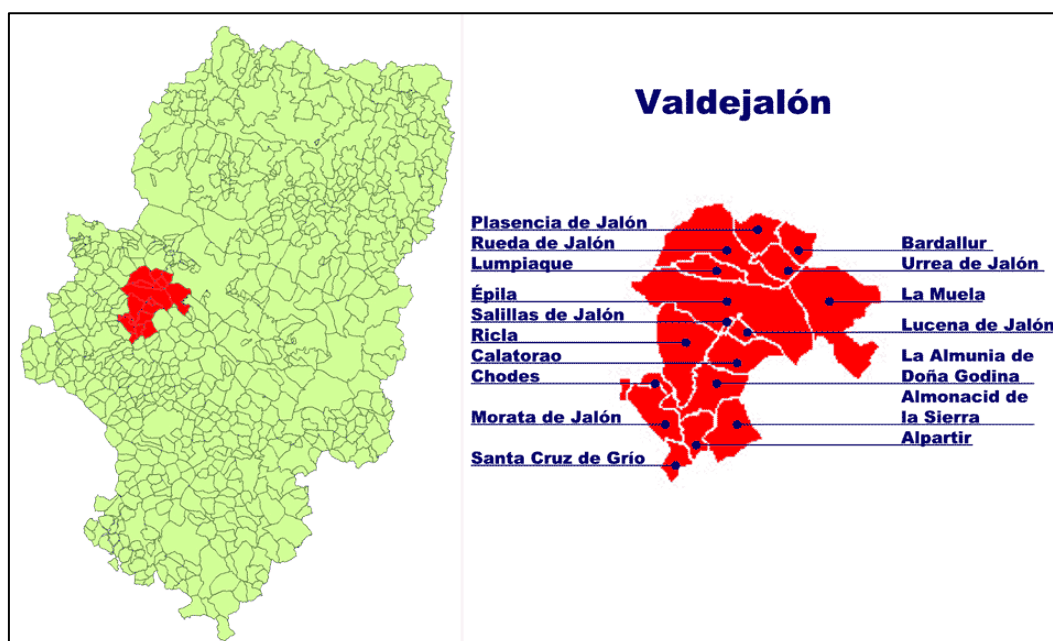 Valdejalón
Plasencia de Jalón
Rueda de Jalón
Lumpiaque
Épila
Salillas de Jalón
Ricla
Calatorao
Chodes
Morata de Jalón
Santa Cruz de Grío
Bardallur
Urrea de Jalón
La Muela
Lucena de Jalón
La Almunia de
Doña Godina
Almonacid de
la Sierra
Alpartir